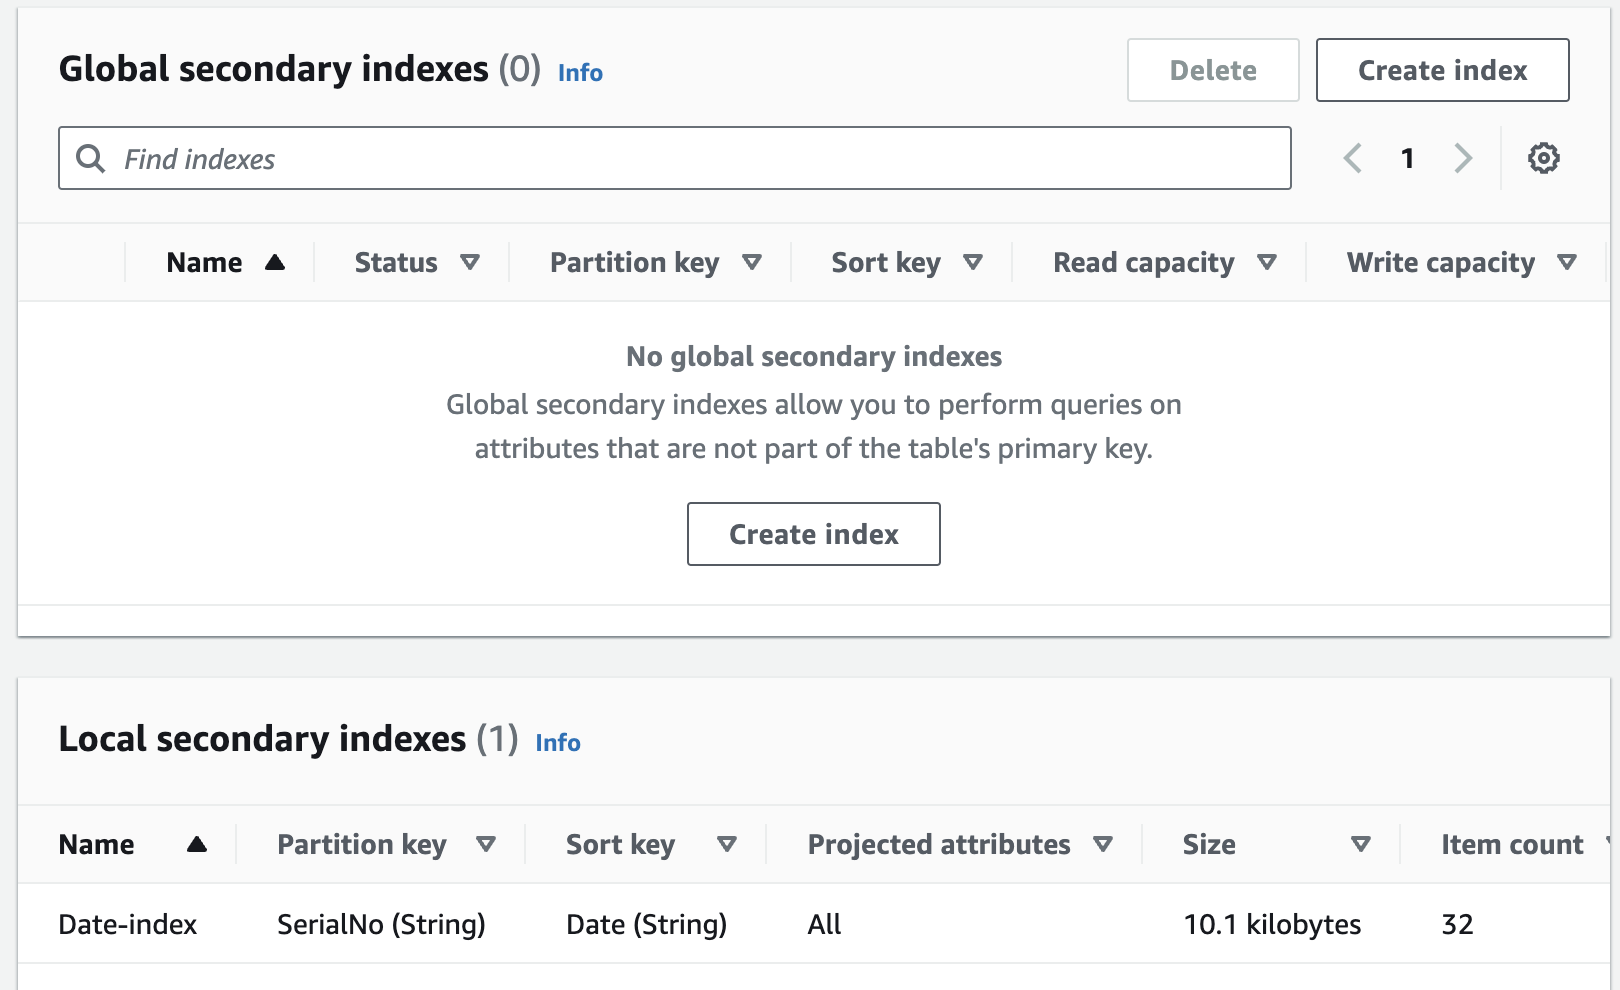 Global secondary indexes (0) Info
Delete
Create index
Find indexes
1
Name Status Partition key Sort key Read capacity Write capacity
No global secondary indexes
Global secondary indexes allow you to perform queries on
attributes that are not part of the table's primary key.
Create index
Local secondary indexes (1) Info
Name Partition key Sort key Projected attributes Size Item count
Date-index SerialNo (String) Date (String) All 10.1 kilobytes 32